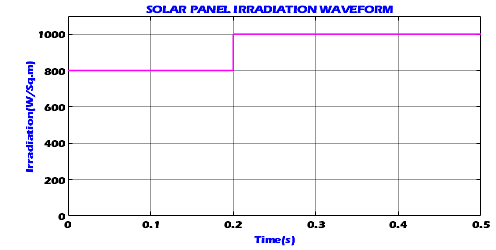 SOLAR PANEL IRRADIATION WAVEFORM
1000
800
600
400
200
0
Irradiation(W/Sq.m)
0 0.1 0.2 0.3 0.4 0.5
Time(s)